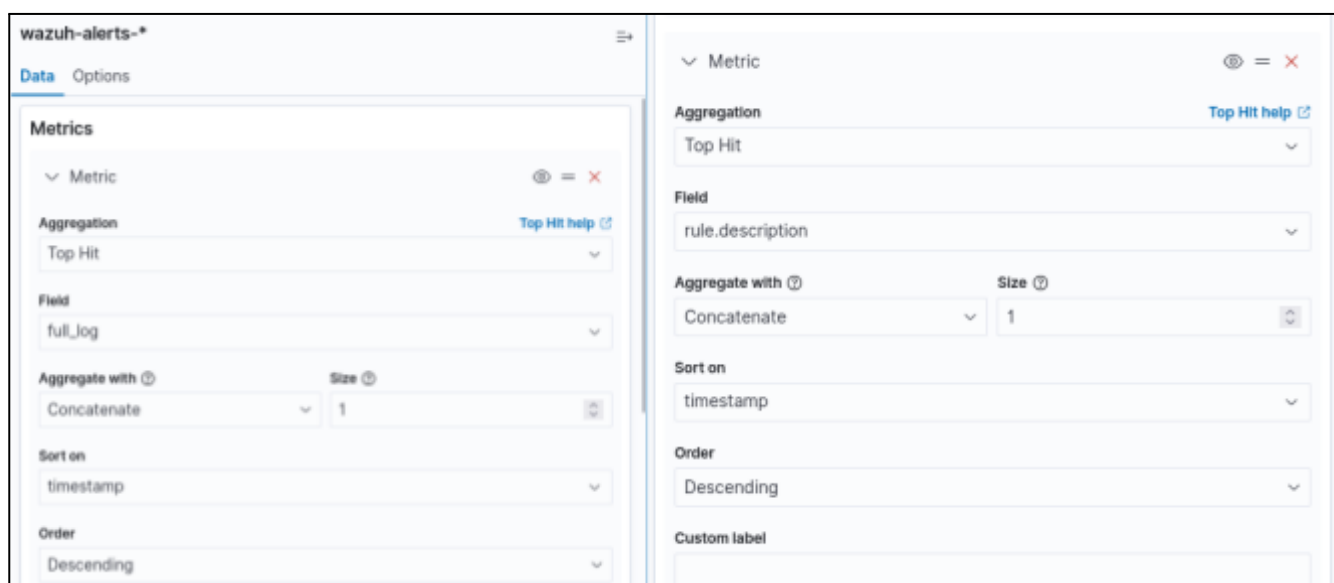 wazuh-alerts-*
Data Options
Metrics
Metric
Aggregation Top Hit help
Top Hit
Field
full_log
Aggregate with Size
Concatenate 1
Sort on
timestamp
Order
Descending
Metric
Aggregation Top Hit help
Top Hit
Field
rule.description
Aggregate with Size
Concatenate 1
Sort on
timestamp
Order
Descending
Custom label